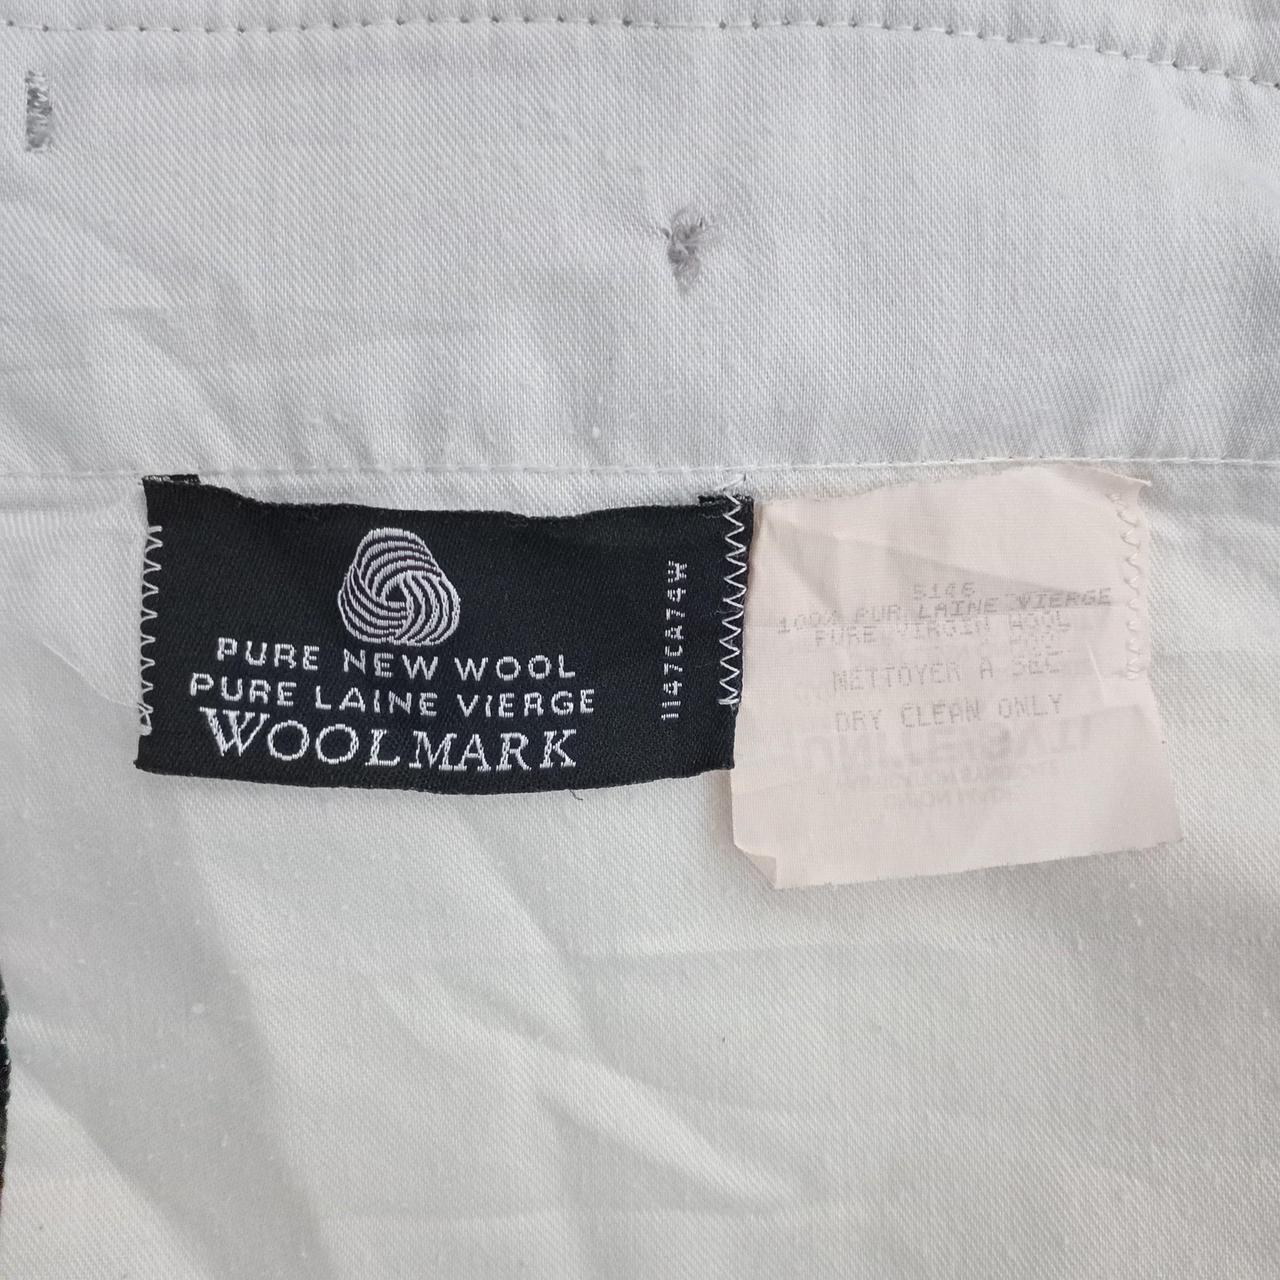 PURE NEW WOOL
PURE LAINE VIERGE
WOOLMARK
1147CA74W
5146
100% PUR LAINE VIERGE
PURE VIRGIN WOOL
NETTOYER A SEC
DRY CLEAN ONLY